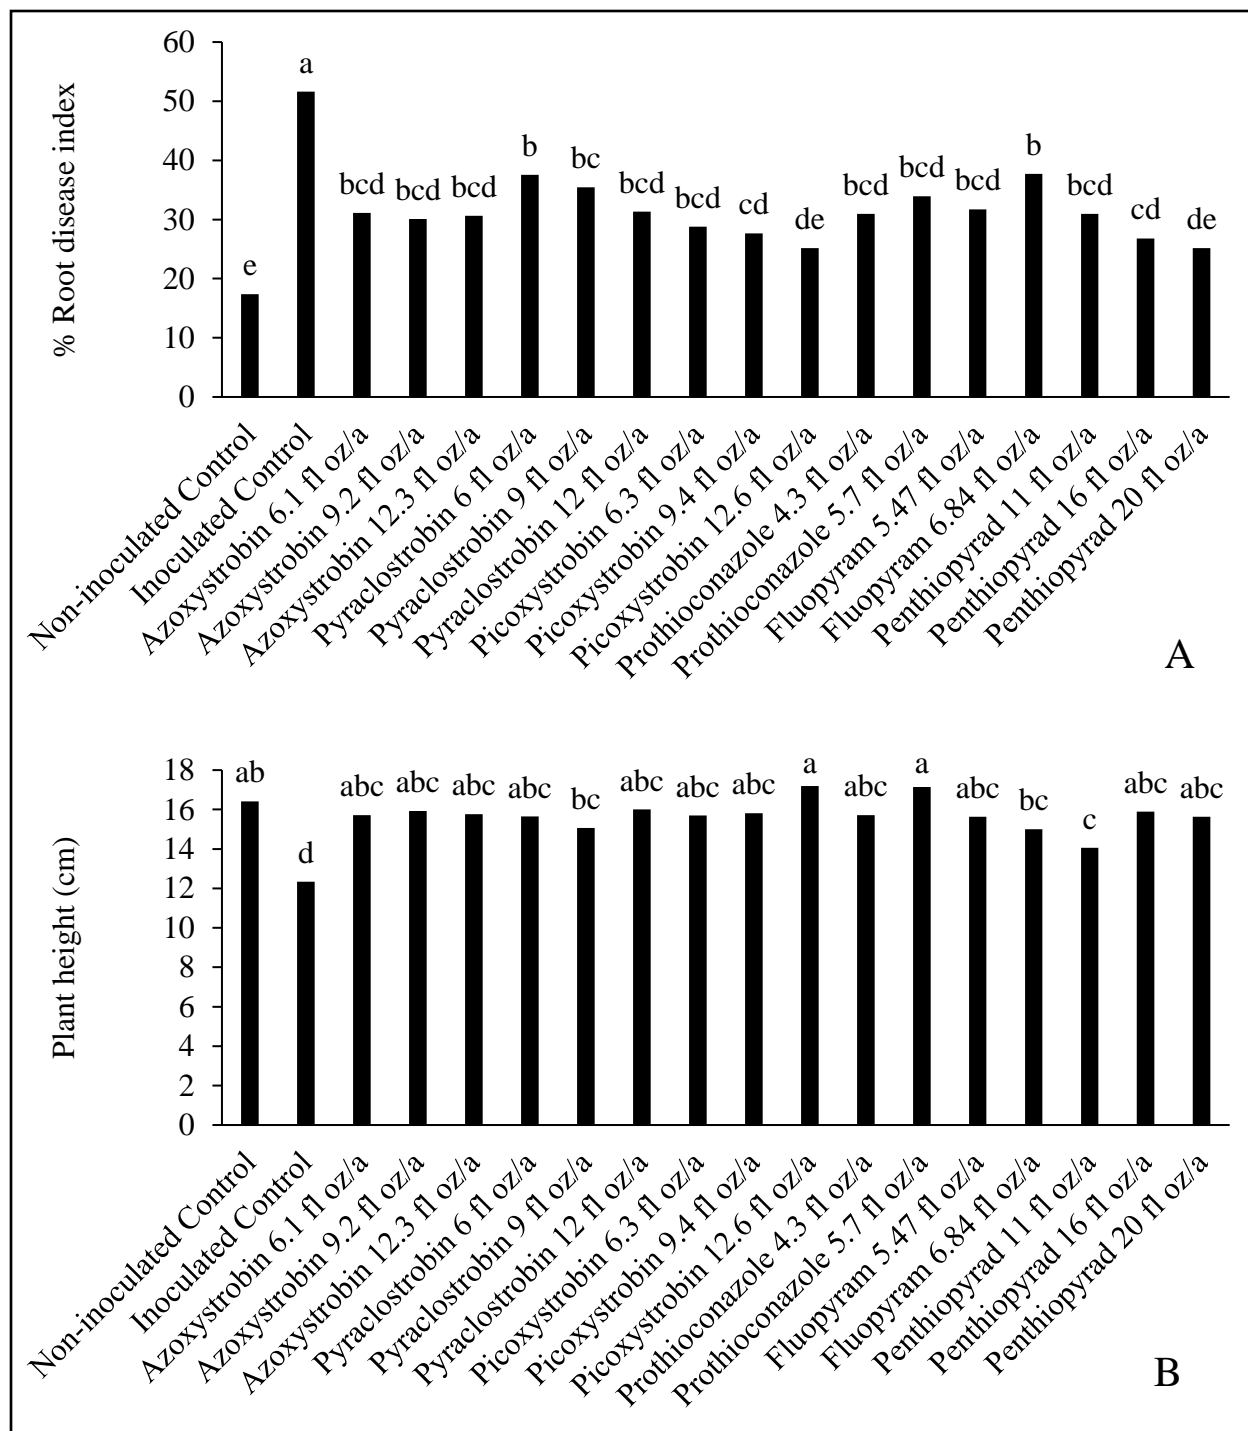 % Root disease index
60
50
40
30
20
10
0
e
a
bcd
bcd
bcd
b
bc
bcd
bcd
cd
de
bcd
bcd
bcd
b
bcd
cd
de
Non-inoculated Control
Inoculated Control
Azoxystrobin 6.1 fl oz/a
Azoxystrobin 9.2 fl oz/a
Azoxystrobin 12.3 fl oz/a
Pyraclostrobin 6 fl oz/a
Pyraclostrobin 9 fl oz/a
Pyraclostrobin 12 fl oz/a
Picoxystrobin 6.3 fl oz/a
Picoxystrobin 9.4 fl oz/a
Picoxystrobin 12.6 fl oz/a
Prothioconazole 4.3 fl oz/a
Prothioconazole 5.7 fl oz/a
Fluopyram 5.47 fl oz/a
Fluopyram 6.84 fl oz/a
Penthiopyrad 11 fl oz/a
Penthiopyrad 16 fl oz/a
Penthiopyrad 20 fl oz/a
A
Plant height (cm)
18
16
14
12
10
8
6
4
2
0
ab
d
abc
abc
abc
abc
bc
abc
abc
abc
a
abc
a
abc
bc
c
abc
abc
Non-inoculated Control
Inoculated Control
Azoxystrobin 6.1 fl oz/a
Azoxystrobin 9.2 fl oz/a
Azoxystrobin 12.3 fl oz/a
Pyraclostrobin 6 fl oz/a
Pyraclostrobin 9 fl oz/a
Pyraclostrobin 12 fl oz/a
Picoxystrobin 6.3 fl oz/a
Picoxystrobin 9.4 fl oz/a
Picoxystrobin 12.6 fl oz/a
Prothioconazole 4.3 fl oz/a
Prothioconazole 5.7 fl oz/a
Fluopyram 5.47 fl oz/a
Fluopyram 6.84 fl oz/a
Penthiopyrad 11 fl oz/a
Penthiopyrad 16 fl oz/a
Penthiopyrad 20 fl oz/a
B